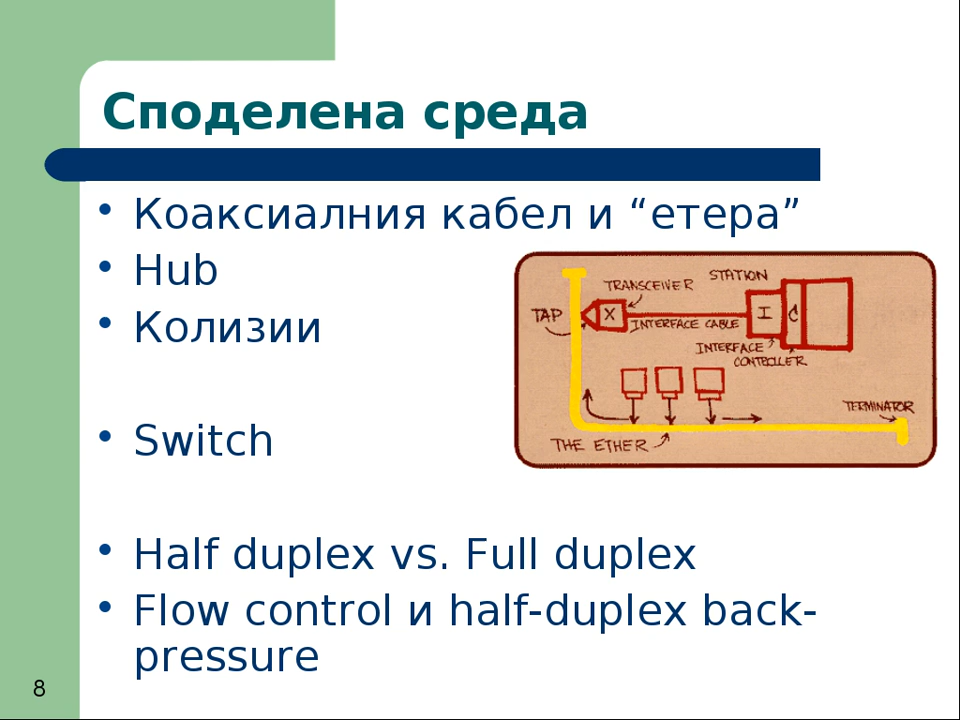 Споделена среда
• Коаксиалния кабел и “етера”
• Hub
• Колизии
• Switch
• Half duplex vs. Full duplex
• Flow control и half-duplex back-
pressure
STATION
TRANSCEIVER
TAP
X
I
C
INTERFACE CABLE
INTERFACE
CONTROLLER
TERMINATOR
THE ETHER
8